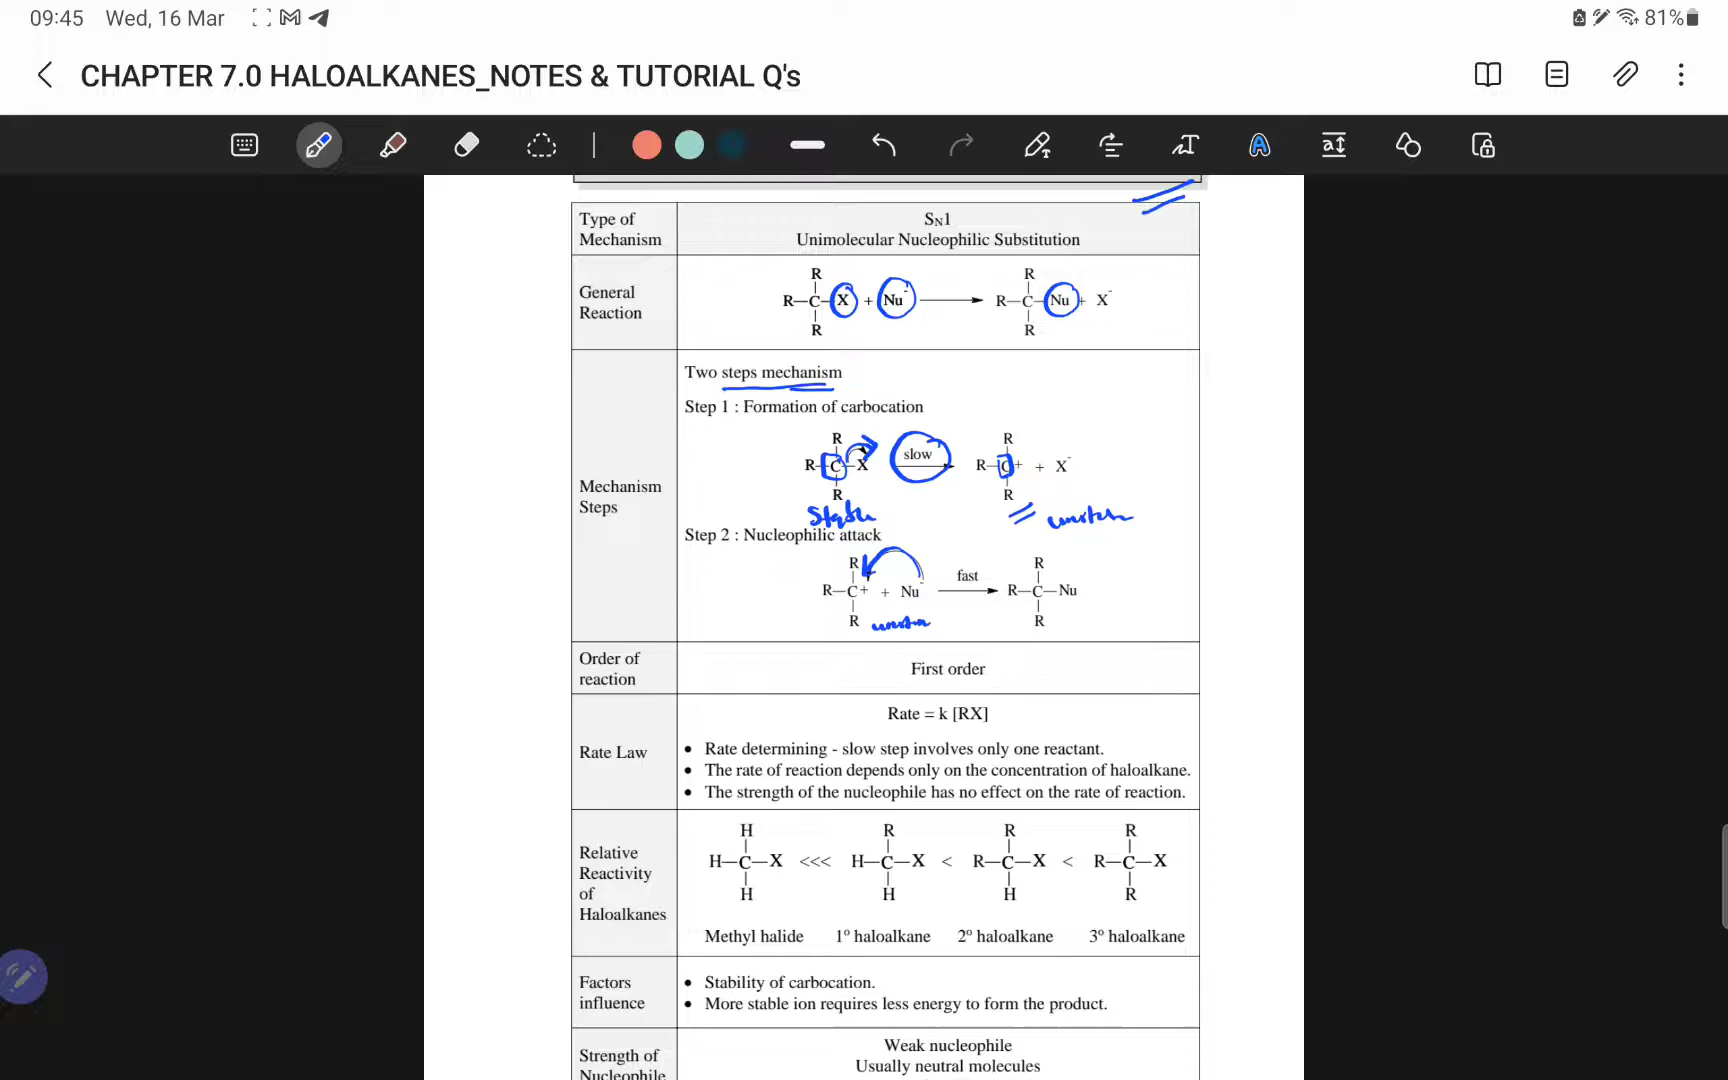 09:45 Wed, 16 Mar
81%
CHAPTER 7.0 HALOALKANES_NOTES & TUTORIAL Q's
Type of
Mechanism
SN1
Unimolecular Nucleophilic Substitution
General
Reaction
R
R—C—X + Nu⁻ → R—C—Nu + X⁻
R
R
R
Mechanism
Steps
Two steps mechanism
Step 1 : Formation of carbocation
R
R
R—C—X slow R—C+ + X⁻
R
R
Stable
Step 2 : Nucleophilic attack
R
R
R—C+ + Nu⁻ fast R—C—Nu
R
R
Order of
reaction
First order
Rate Law
Rate = k [RX]
• Rate determining - slow step involves only one reactant.
• The rate of reaction depends only on the concentration of haloalkane.
• The strength of the nucleophile has no effect on the rate of reaction.
Relative
Reactivity
of
Haloalkanes
H R R R
H—C—X <<< H—C—X < R—C—X < R—C—X
H H H R
Methyl halide 1º haloalkane 2º haloalkane 3º haloalkane
Factors
influence
• Stability of carbocation.
• More stable ion requires less energy to form the product.
Strength of
Nucleophile
Weak nucleophile
Usually neutral molecules